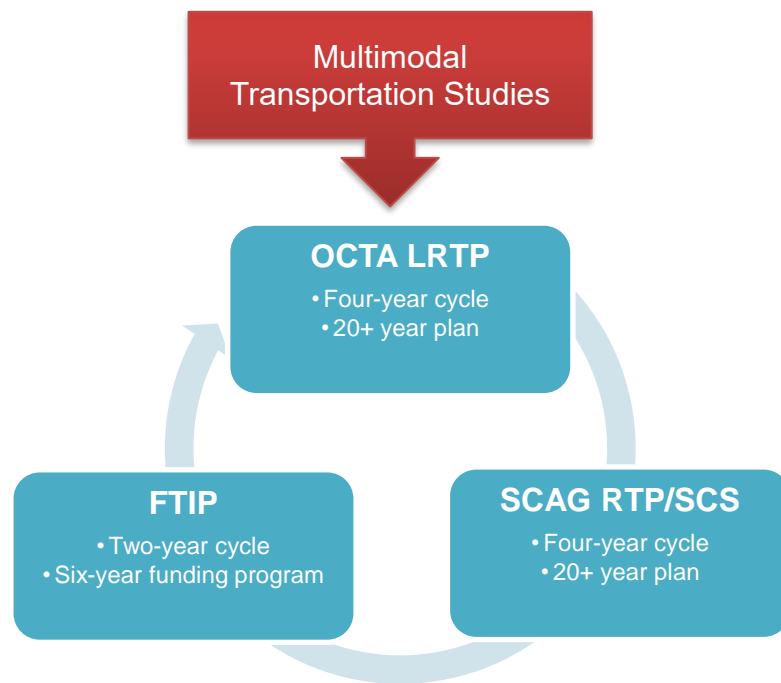 Multimodal
Transportation Studies
OCTA LRTP
• Four-year cycle
• 20+ year plan
FTIP
• Two-year cycle
• Six-year funding program
SCAG RTP/SCS
• Four-year cycle
• 20+ year plan